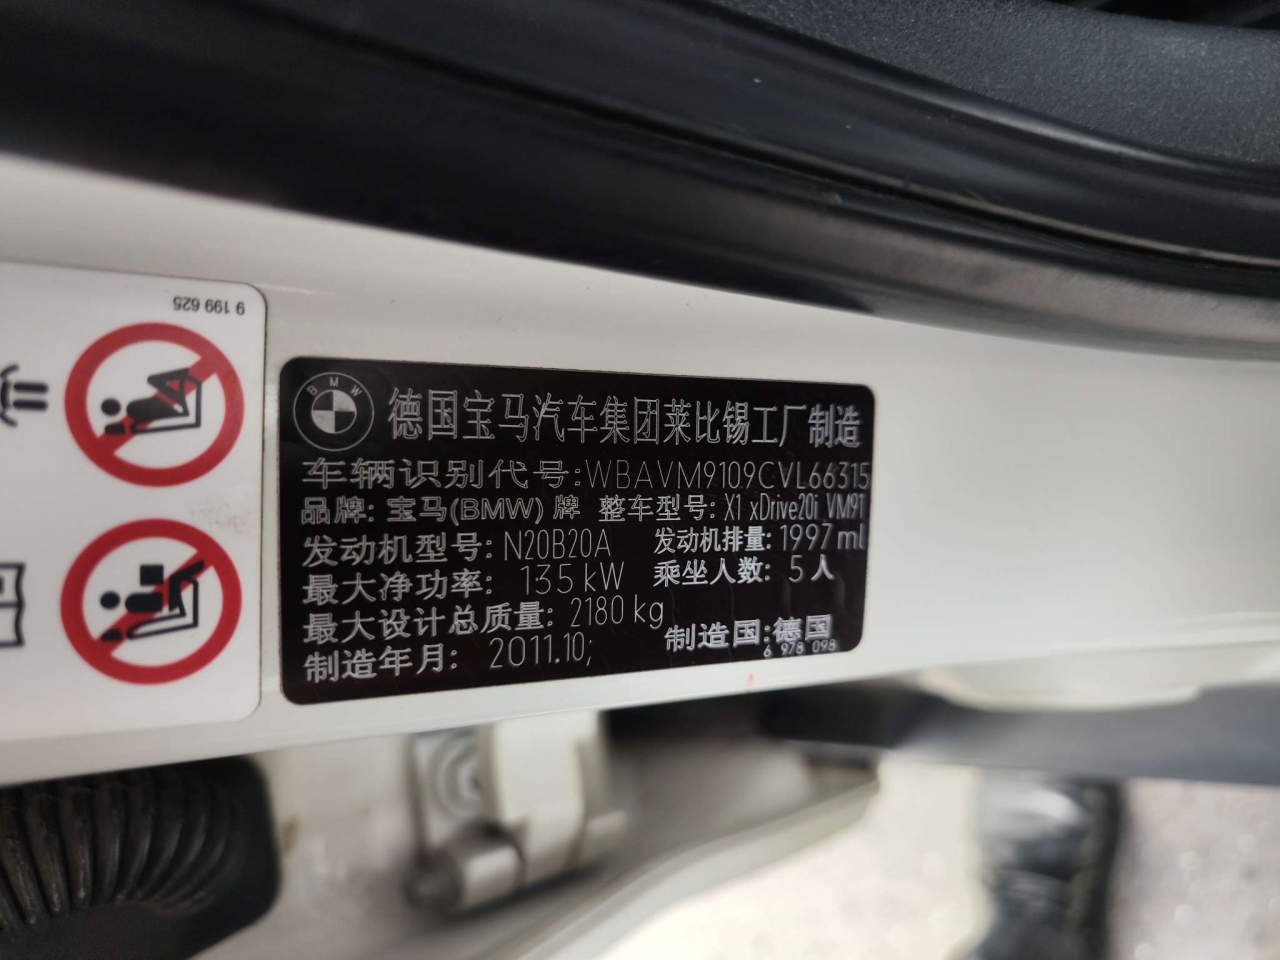 9 199 625
BMW
德国宝马汽车集团莱比锡工厂制造
车辆识别代号:WBAVM9109CVL66315
品牌: 宝马(BMW) 牌 整车型号: X1 xDrive20i VM91
发动机型号: N20B20A 发动机排量: 1997 ml
最大净功率: 135 kW 乘坐人数: 5人
最大设计总质量: 2180 kg
制造年月: 2011.10; 制造国:德国
6 978 098